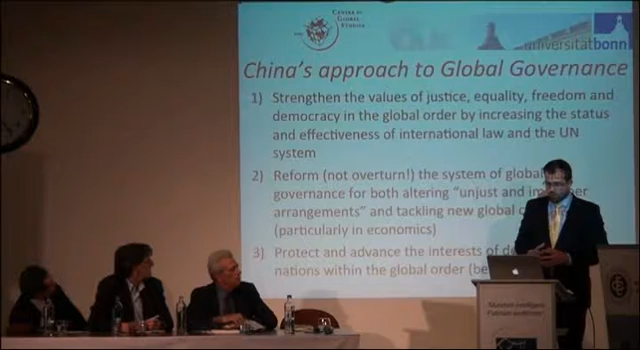 CENTER OF
GLOBAL
STUDIES
universitätbonn
China's approach to Global Governance
1) Strengthen the values of justice, equality, freedom and
democracy in the global order by increasing the status
and effectiveness of international law and the UN
system
2) Reform (not overturn!) the system of global
governance for both altering "unjust and
arrangements" and tackling new global
(particularly in economics)
3) Protect and advance the interests of
nations within the global order